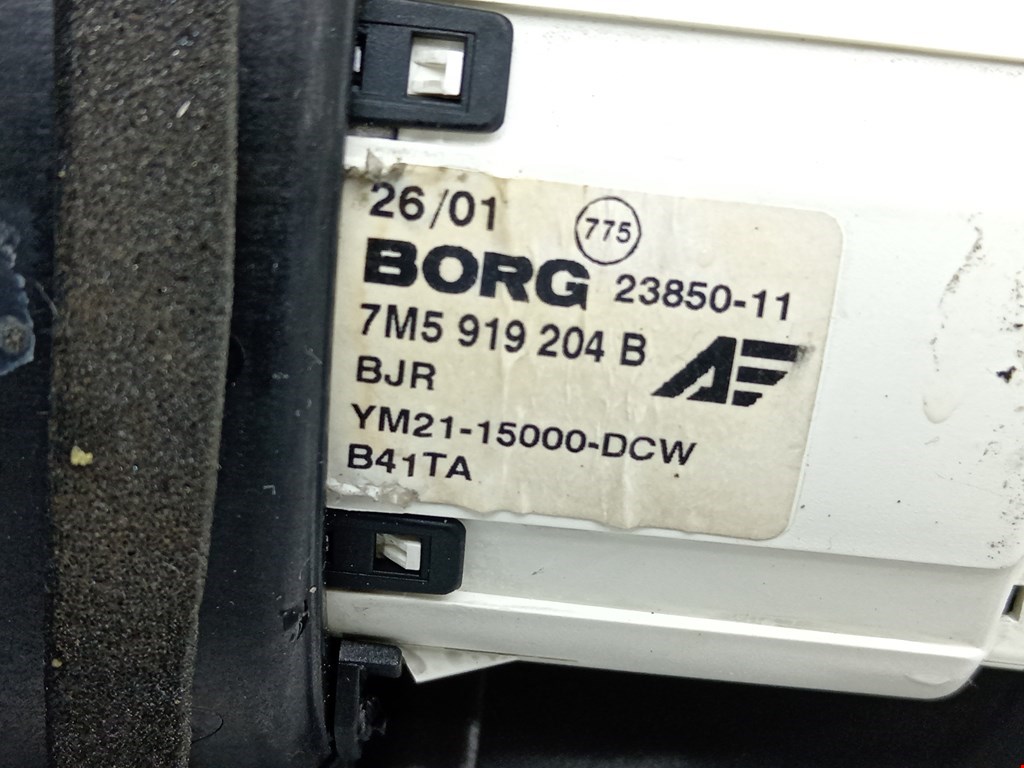 26/01 775
BORG 23850-11
7M5 919 204 B
BJR
YM21-15000-DCW
B41TA